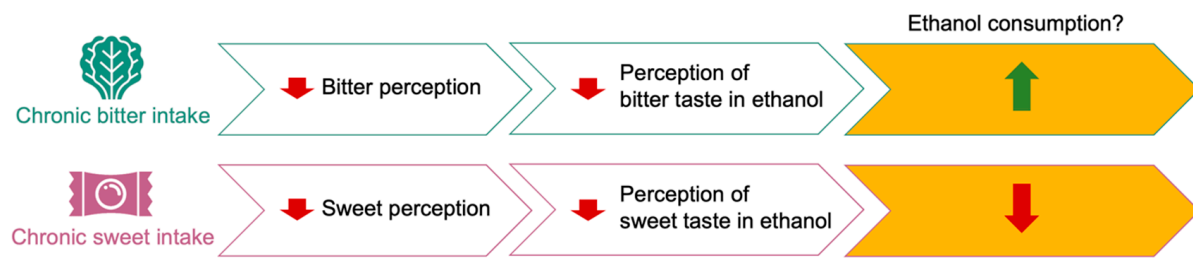 Ethanol consumption?
Chronic bitter intake
Bitter perception
Perception of
bitter taste in ethanol
Chronic sweet intake
Sweet perception
Perception of
sweet taste in ethanol